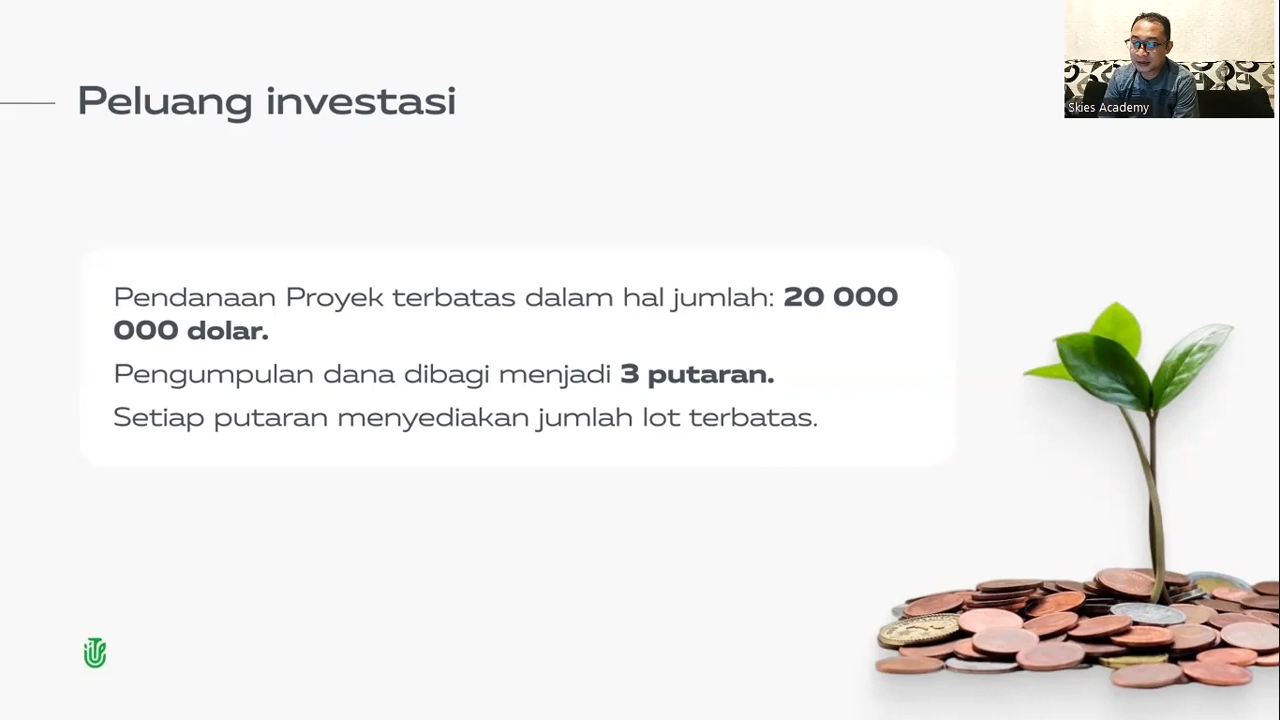 Peluang investasi
Skies Academy
Pendanaan Proyek terbatas dalam hal jumlah: 20 000
000 dolar.
Pengumpulan dana dibagi menjadi 3 putaran.
Setiap putaran menyediakan jumlah lot terbatas.